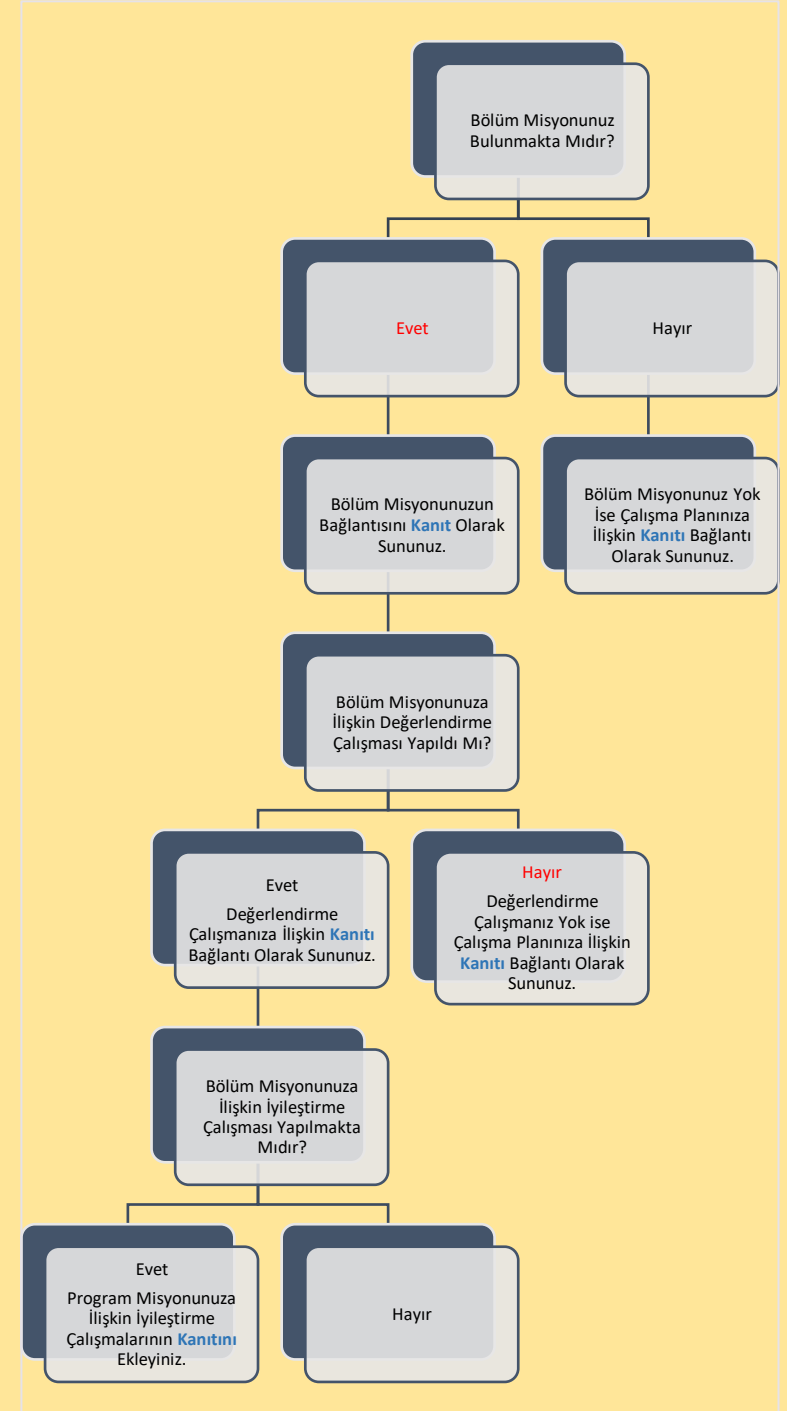 Bölüm Misyonunuz
Bulunmakta Mıdır?
Evet
Hayır
Bölüm Misyonunuzun
Bağlantısını Kanıt Olarak
Sununuz.
Bölüm Misyonunuz Yok
İse Çalışma Planınıza
İlişkin Kanıtı Bağlantı
Olarak Sununuz.
Bölüm Misyonunuza
İlişkin Değerlendirme
Çalışması Yapıldı Mı?
Evet
Değerlendirme
Çalışmanıza İlişkin Kanıtı
Bağlantı Olarak Sununuz.
Hayır
Değerlendirme
Çalışmanız Yok ise
Çalışma Planınıza İlişkin
Kanıtı Bağlantı Olarak
Sununuz.
Bölüm Misyonunuza
İlişkin İyileştirme
Çalışması Yapılmakta
Mıdır?
Evet
Program Misyonunuza
İlişkin İyileştirme
Çalışmalarının Kanıtını
Ekleyiniz.
Hayır